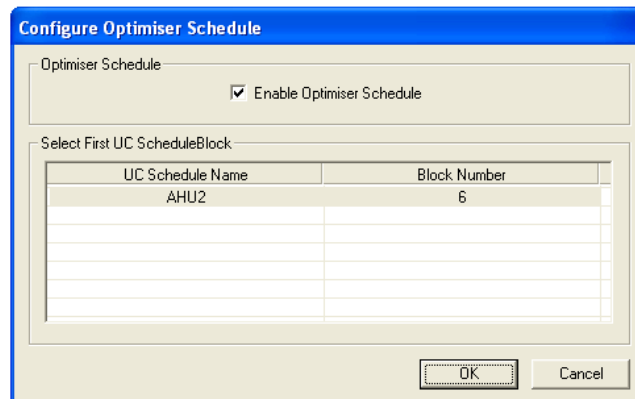 Configure Optimiser Schedule
Optimiser Schedule
Enable Optimiser Schedule
Select First UC ScheduleBlock
UC Schedule Name Block Number
AHU2 6
OK Cancel